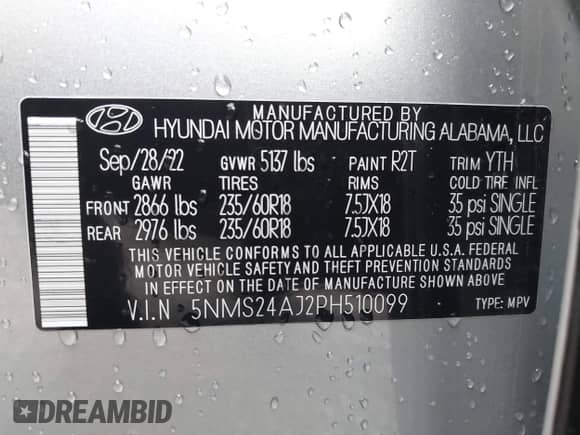 MANUFACTURED BY
HYUNDAI MOTOR MANUFACTURING ALABAMA, LLC
Sep/28/22 GVWR 5137 lbs PAINT R2T TRIM YTH
GAWR TIRES RIMS COLD TIRE INFL
FRONT 2866 lbs 235/60R18 7.5JX18 35 psi SINGLE
REAR 2976 lbs 235/60R18 7.5JX18 35 psi SINGLE
THIS VEHICLE CONFORMS TO ALL APPLICABLE U.S.A. FEDERAL
MOTOR VEHICLE SAFETY AND THEFT PREVENTION STANDARDS
IN EFFECT ON THE DATE OF MANUFACTURE SHOWN ABOVE
V.I.N 5NMS24AJ2PH510099 TYPE: MPV
DREAMBID